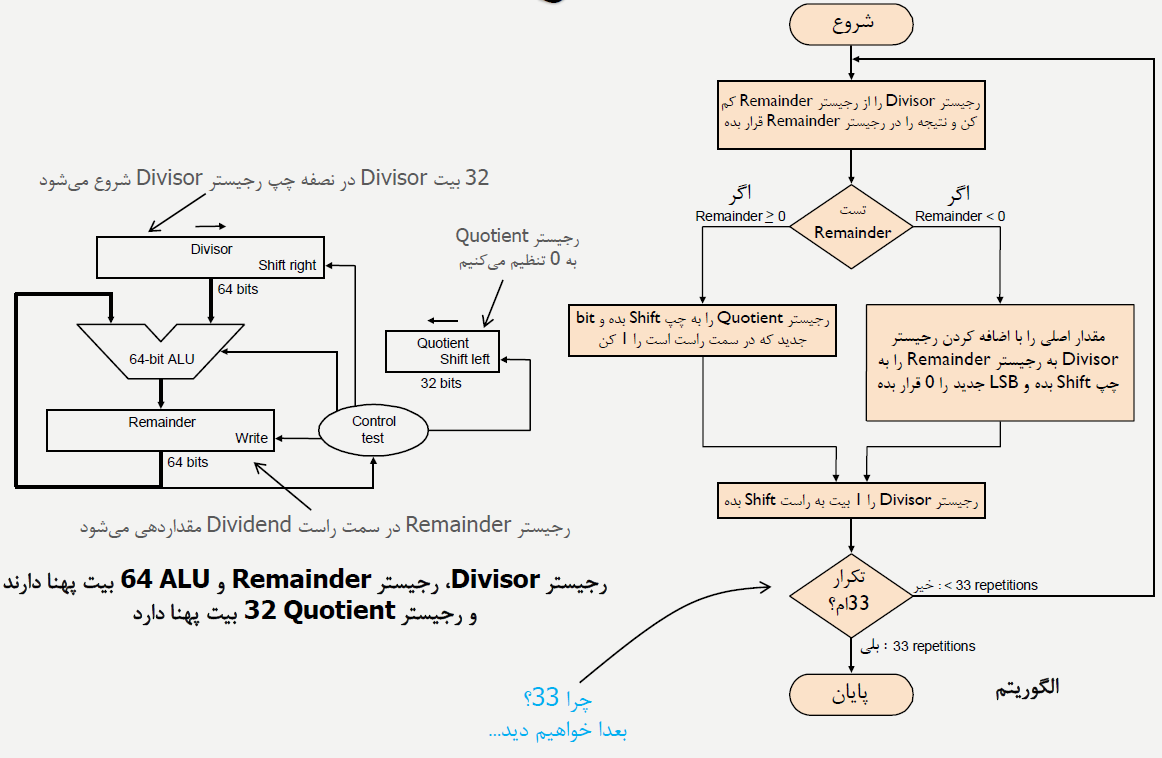 32 بیت Divisor در نصفه چپ رجیستر Divisor شروع می‌شود
Divisor
Shift right
64 bits
رجیستر Quotient
به 0 تنظیم می‌کنیم
64-bit ALU
Quotient
Shift left
32 bits
Remainder
Write
64 bits
Control
test
رجیستر Remainder در سمت راست Dividend مقداردهی می‌شود
رجیستر Divisor، رجیستر Remainder و ALU 64 بیت پهنا دارند
و رجیستر Quotient 32 بیت پهنا دارد
شروع
رجیستر Divisor را از رجیستر Remainder کم
کن و نتیجه را در رجیستر Remainder قرار بده
تست
Remainder
اگر
Remainder ≥ 0
اگر
Remainder < 0
رجیستر Quotient را به چپ Shift بده و bit
جدید که در سمت راست است را 1 کن
مقدار اصلی را با اضافه کردن رجیستر
Divisor به رجیستر Remainder را به
چپ Shift بده و LSB جدید را 0 قرار بده
رجیستر Divisor را 1 بیت به راست Shift بده
تکرار
33ام؟
خیر : < 33 repetitions
بلی : 33 repetitions
پایان
الگوریتم
چرا 33؟
بعدا خواهیم دید...